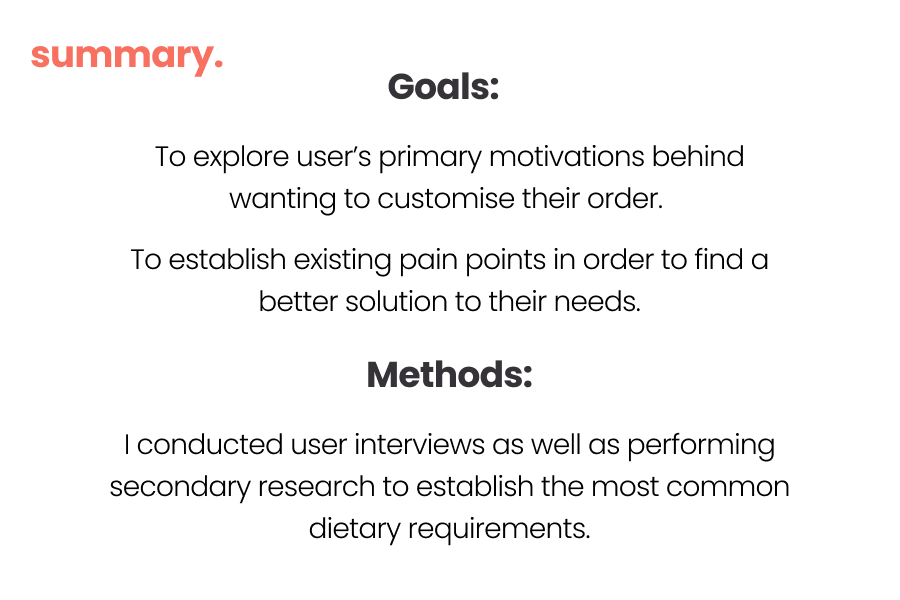 summary.
Goals:
To explore user’s primary motivations behind
wanting to customise their order.
To establish existing pain points in order to find a
better solution to their needs.
Methods:
I conducted user interviews as well as performing
secondary research to establish the most common
dietary requirements.